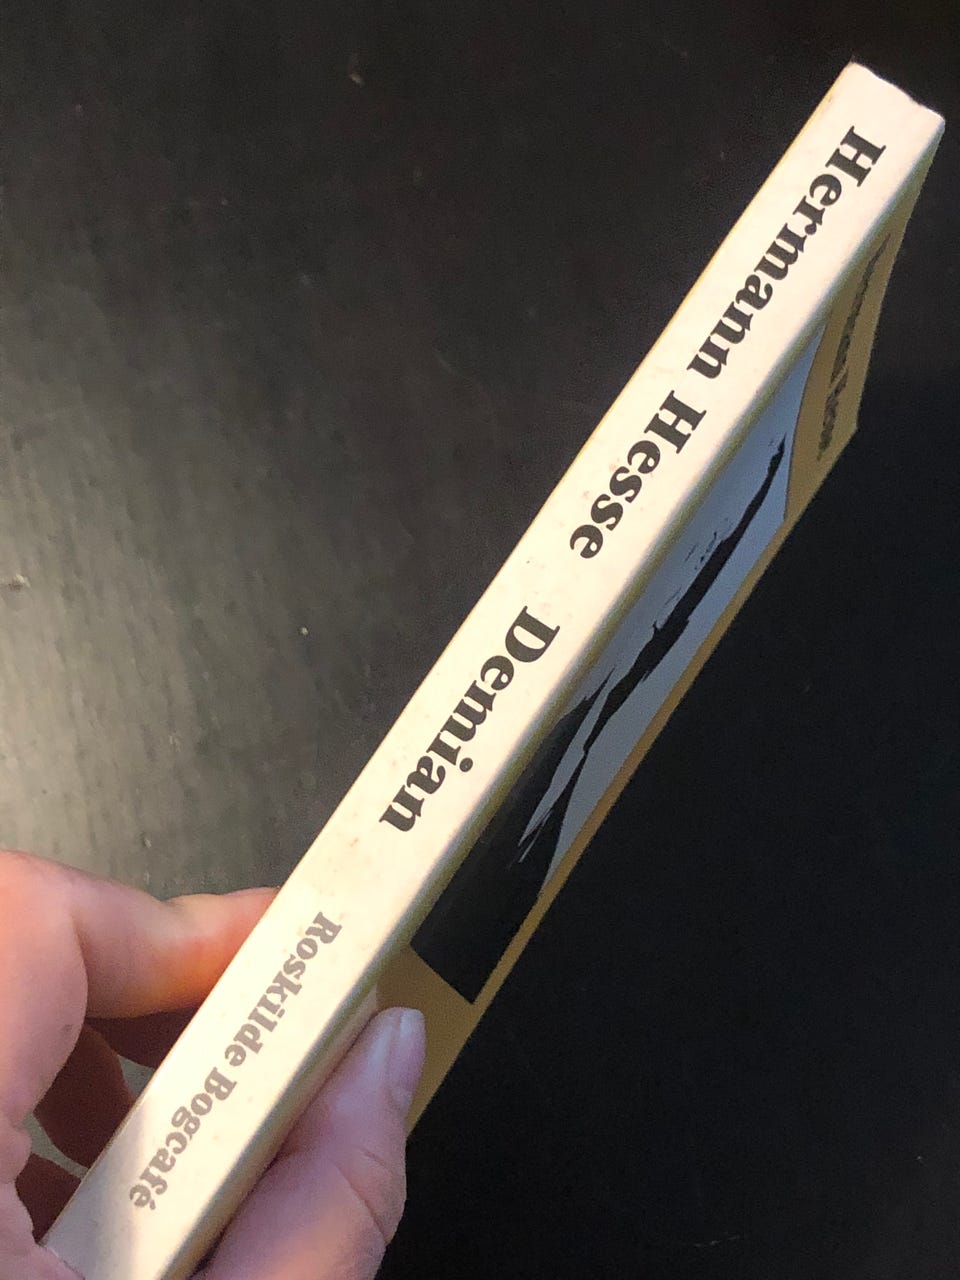 Hermann Hesse Demian
Roskilde Bogcafé